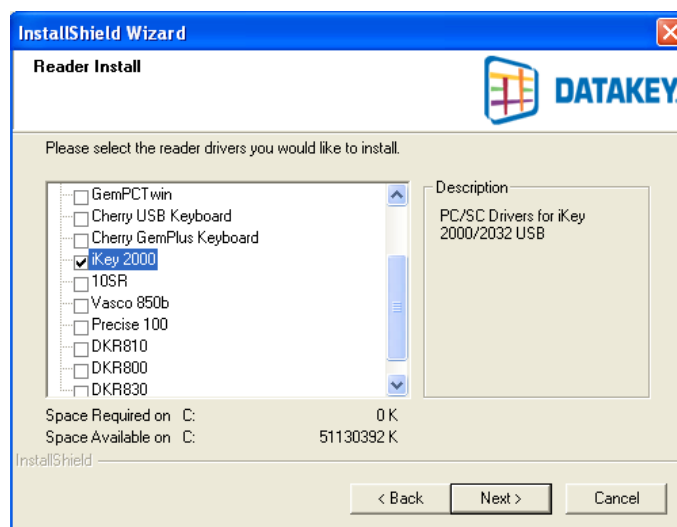 InstallShield Wizard
Reader Install
DATAKEY
Please select the reader drivers you would like to install.
GemPCTwin
Cherry USB Keyboard
Cherry GemPlus Keyboard
iKey 2000
10SR
Vasco 850b
Precise 100
DKR810
DKR800
DKR830
Description
PC/SC Drivers for iKey
2000/2032 USB
Space Required on C: 0 K
Space Available on C: 51130392 K
InstallShield
< Back Next > Cancel